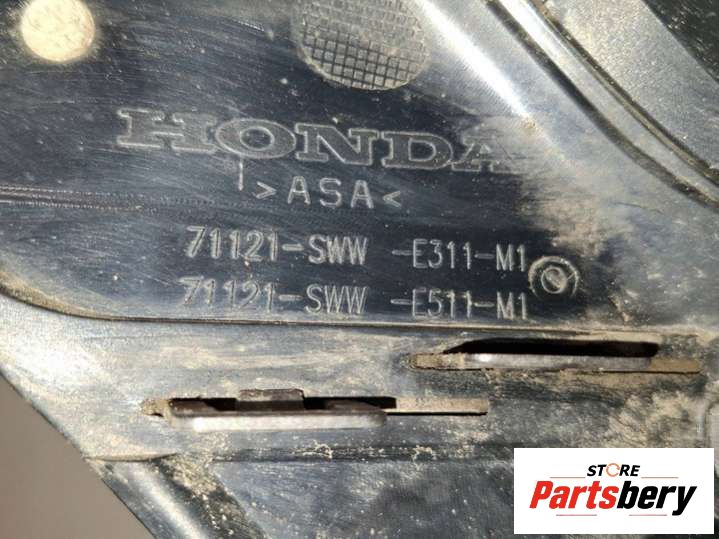 HONDA
>ASA<
71121-SWW -E311-M1
71121-SWW -E511-M1
STORE
Partsbery